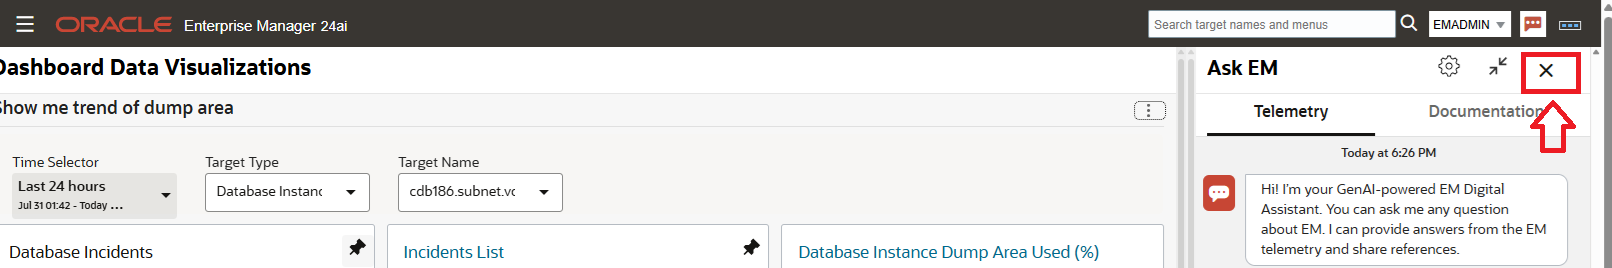 ORACLE Enterprise Manager 24ai
Search target names and menus
EMADMIN
Dashboard Data Visualizations
Show me trend of dump area
Time Selector
Last 24 hours
Jul 31 01:42 - Today ...
Target Type
Database Instanc
Target Name
cdb186.subnet.vc
Database Incidents
Incidents List
Database Instance Dump Area Used (%)
Ask EM
Telemetry
Documentation
Today at 6:26 PM
Hi! I'm your GenAI-powered EM Digital
Assistant. You can ask me any question
about EM. I can provide answers from the EM
telemetry and share references.